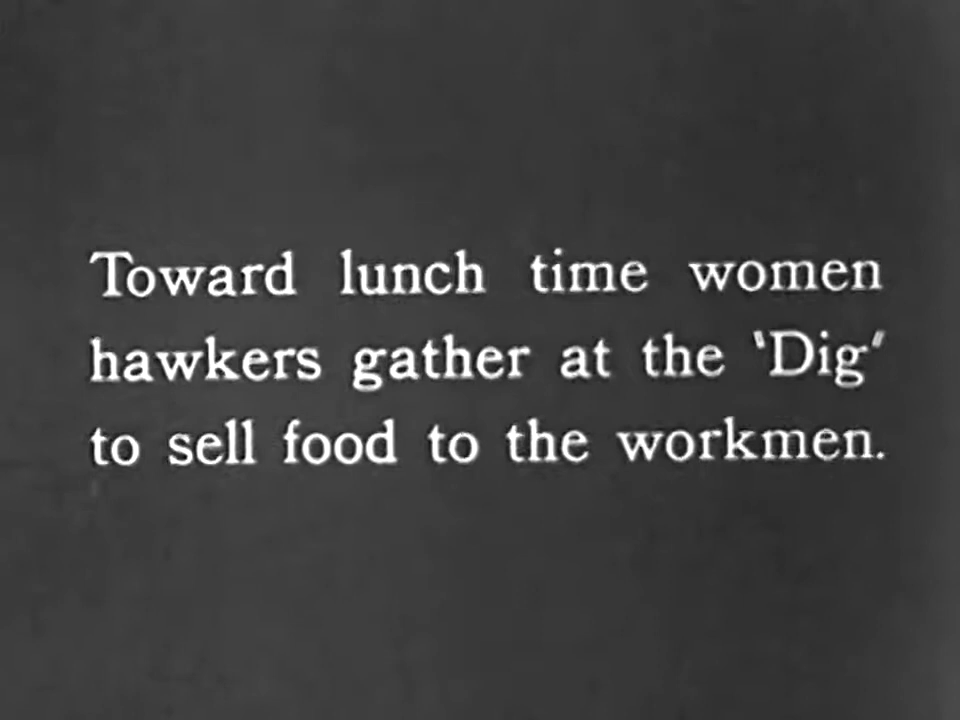 Toward lunch time women
hawkers gather at the 'Dig'
to sell food to the workmen.